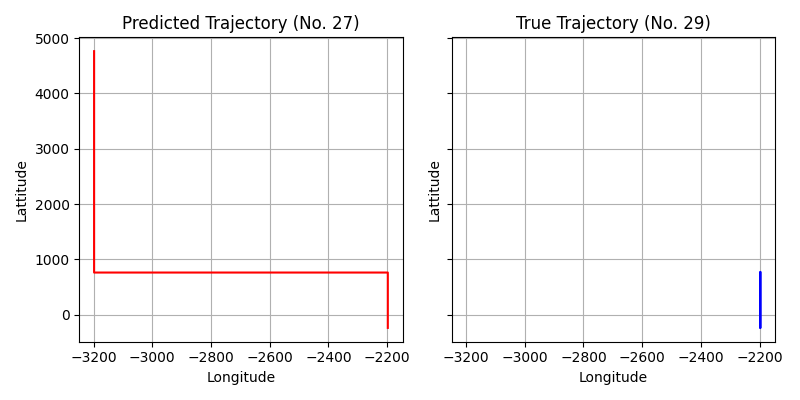 Predicted Trajectory (No. 27)
True Trajectory (No. 29)
5000
4000
3000
2000
1000
0
Lattitude
Lattitude
−3200 −3000 −2800 −2600 −2400 −2200
−3200 −3000 −2800 −2600 −2400 −2200
Longitude
Longitude